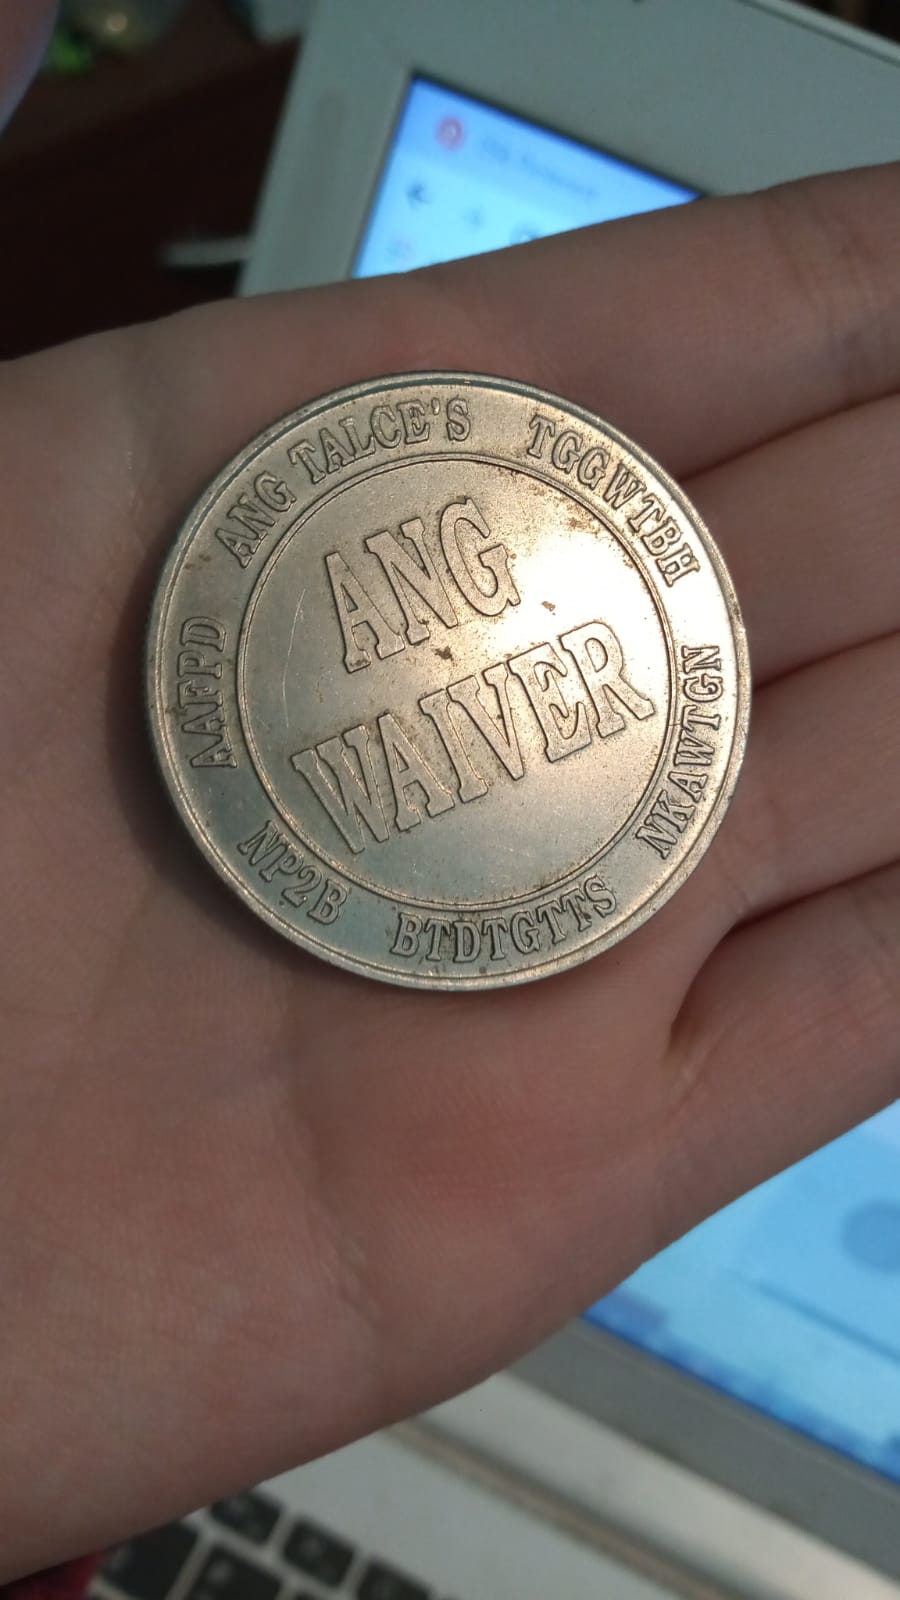 ANG TALCE'S
TGGWTBH
NKAWTGN
BTDTGTTS
NP2B
AAFPD
ANG
WAIVER